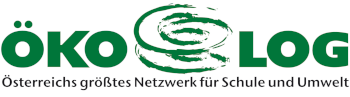 ÖKO LOG
Österreichs größtes Netzwerk für Schule und Umwelt